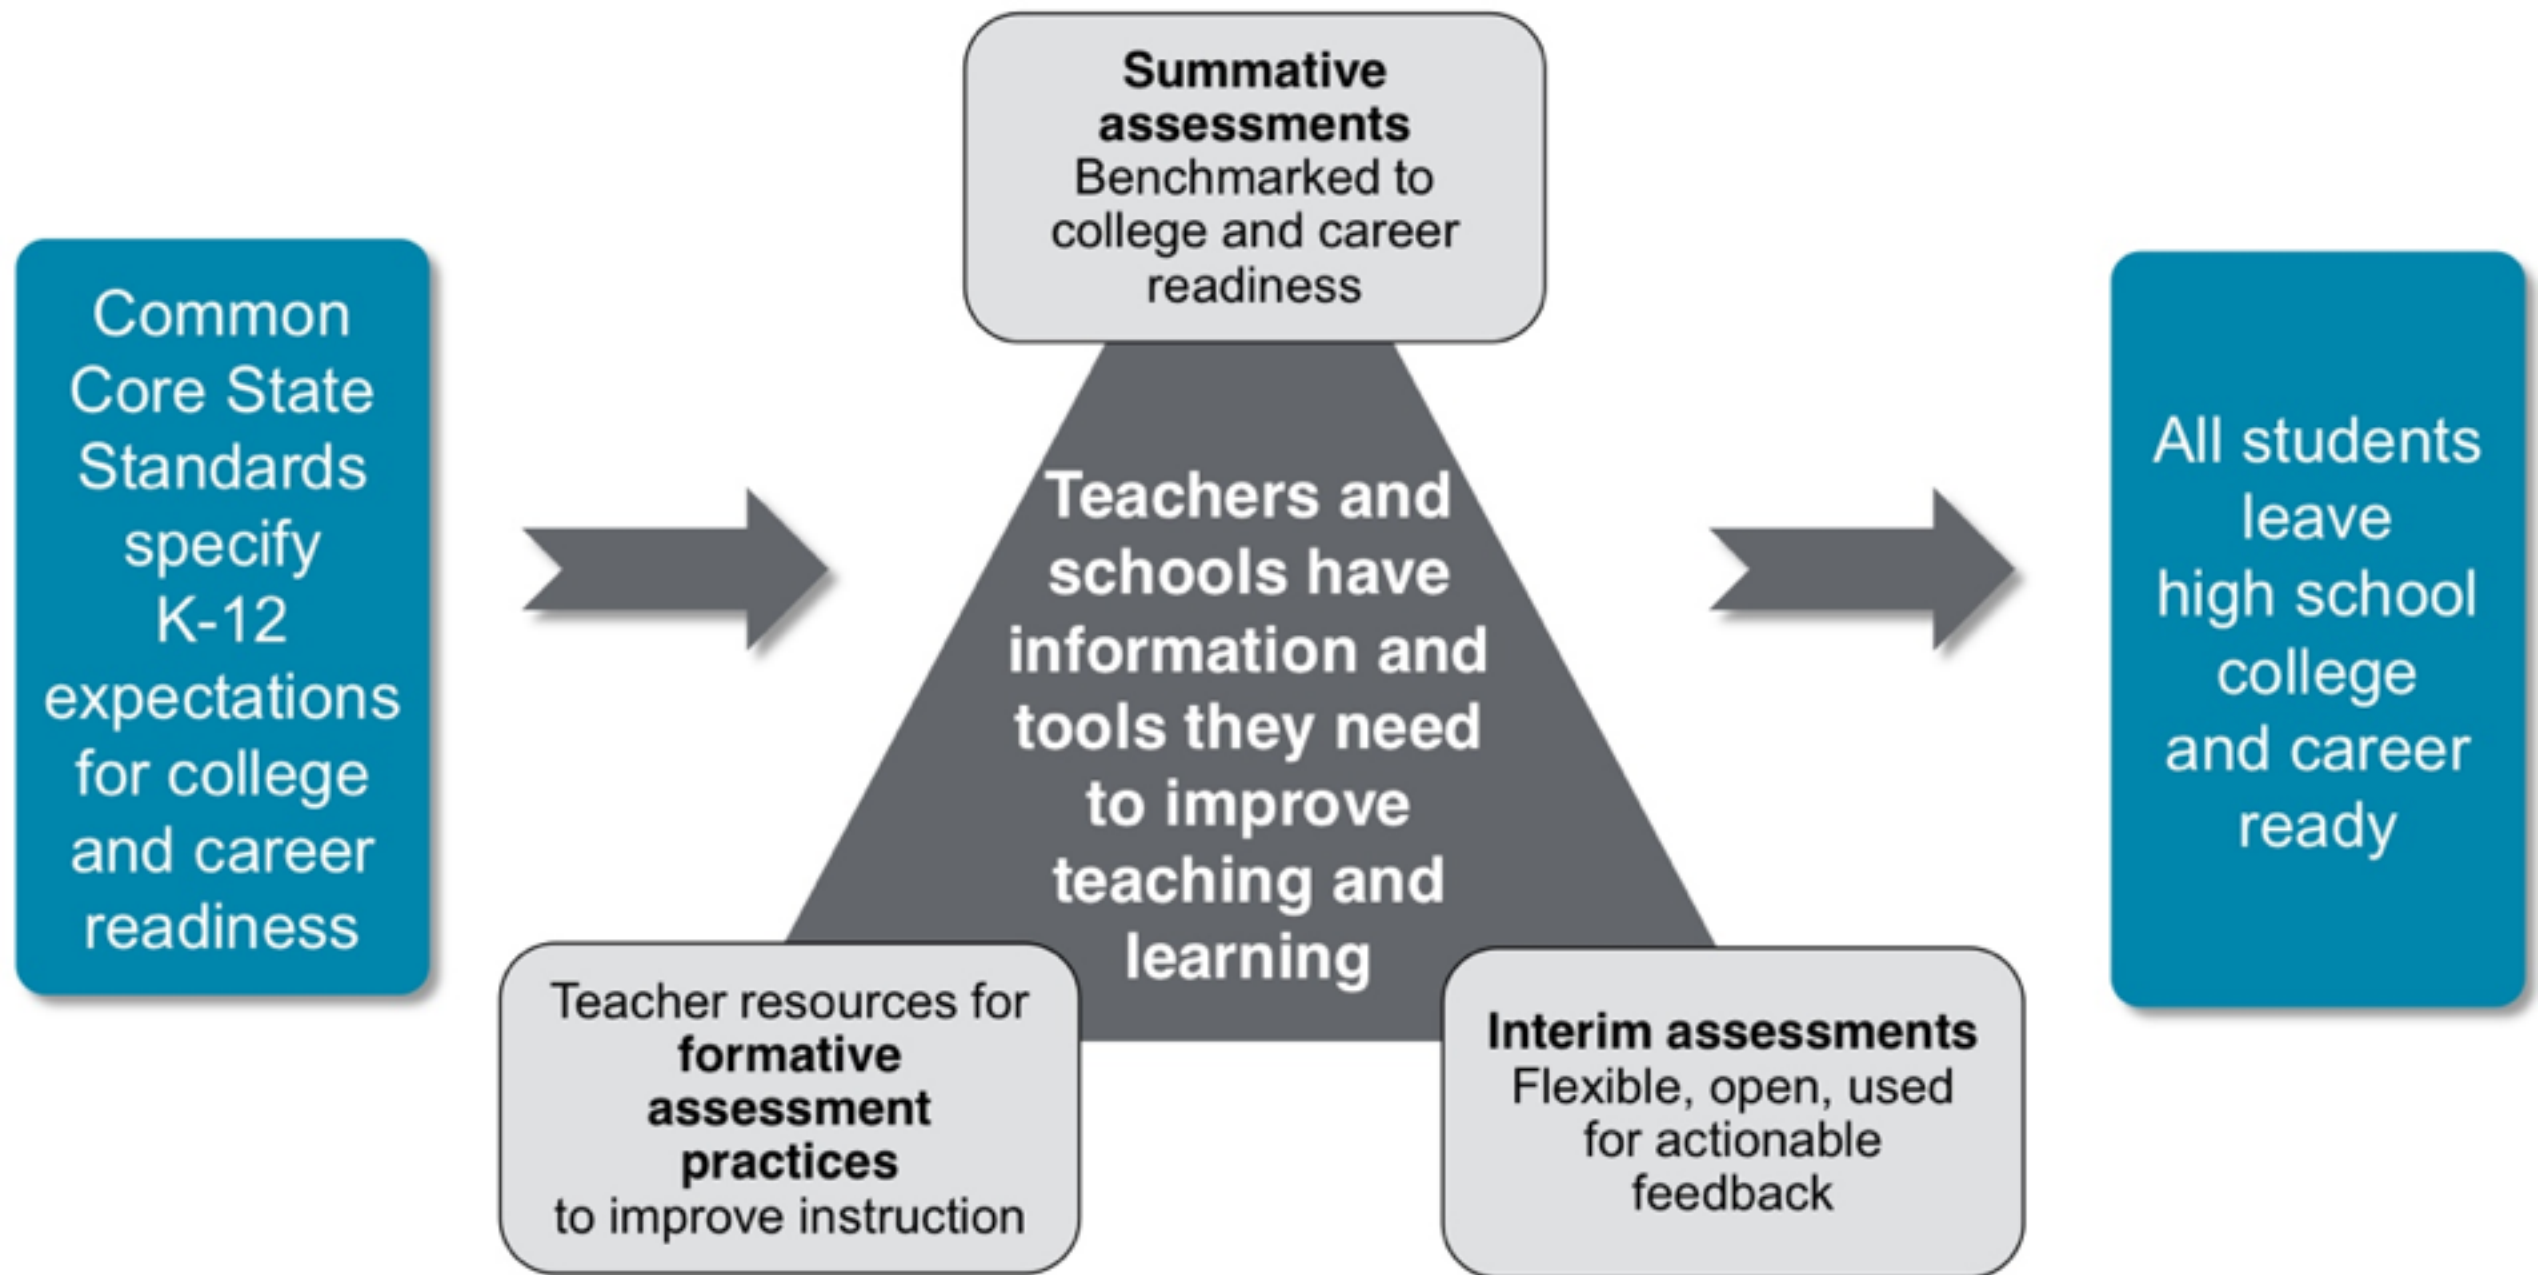 Common
Core State
Standards
specify
K-12
expectations
for college
and career
readiness
Summative
assessments
Benchmarked to
college and career
readiness
Teachers and
schools have
information and
tools they need
to improve
teaching and
learning
Teacher resources for
formative
assessment
practices
to improve instruction
Interim assessments
Flexible, open, used
for actionable
feedback
All students
leave
high school
college
and career
ready